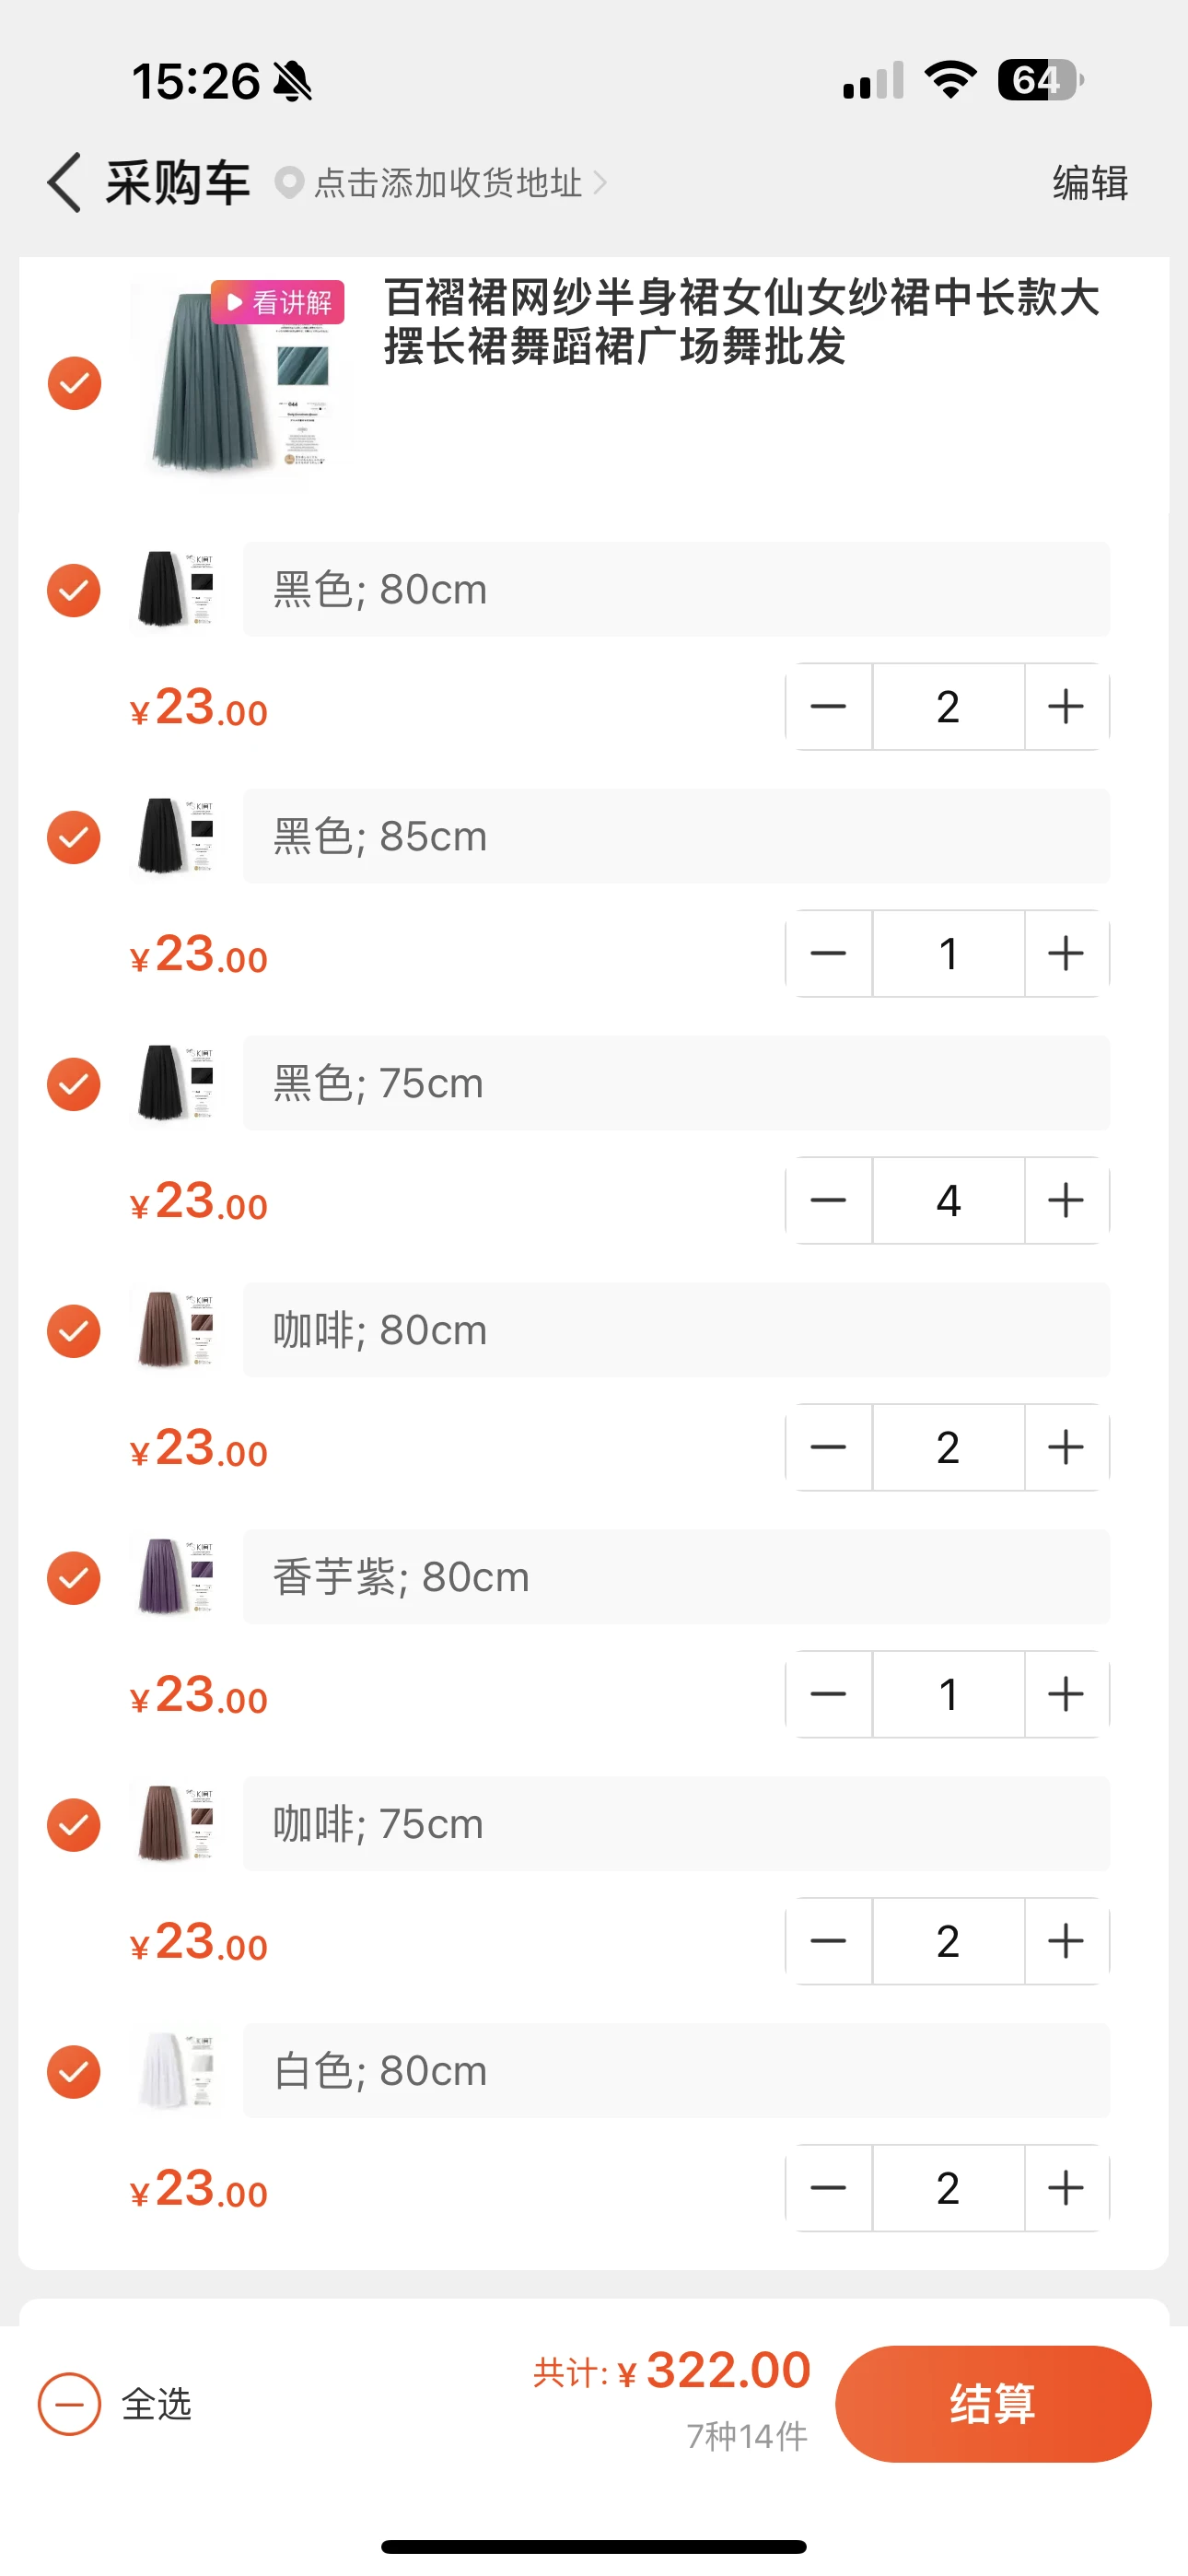 15:26
64
采购车 点击添加收货地址
编辑
看讲解
百褶裙网纱半身裙女仙女纱裙中长款大
摆长裙舞蹈裙广场舞批发
黑色; 80cm
¥23.00
2
黑色; 85cm
¥23.00
1
黑色; 75cm
¥23.00
4
咖啡; 80cm
¥23.00
2
香芋紫; 80cm
¥23.00
1
咖啡; 75cm
¥23.00
2
白色; 80cm
¥23.00
2
全选
共计: ¥322.00
7种14件
结算